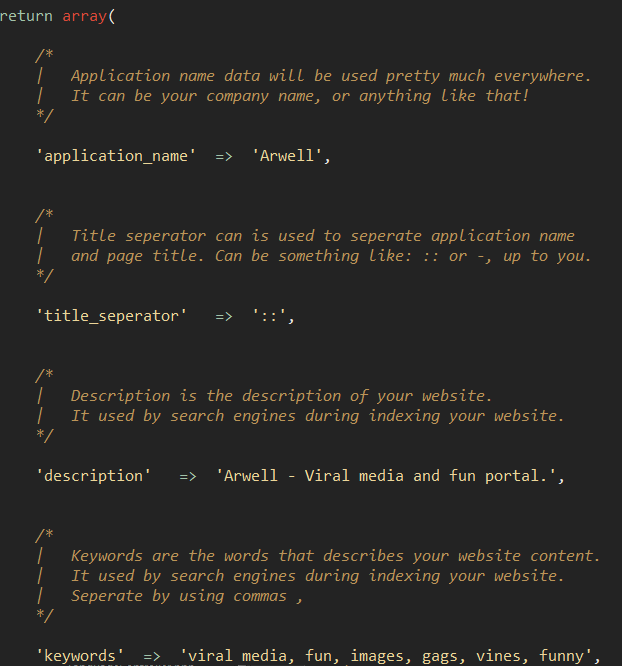 return array(
/*
|   Application name data will be used pretty much everywhere.
|   It can be your company name, or anything like that!
*/
'application_name'  =>  'Arwell',
/*
|   Title seperator can is used to seperate application name
|   and page title. Can be something like: :: or -, up to you.
*/
'title_seperator'   =>  '::',
/*
|   Description is the description of your website.
|   It used by search engines during indexing your website.
*/
'description'   =>  'Arwell - Viral media and fun portal.',
/*
|   Keywords are the words that describes your website content.
|   It used by search engines during indexing your website.
|   Seperate by using commas ,
*/
'keywords'  =>  'viral media, fun, images, gags, vines, funny',